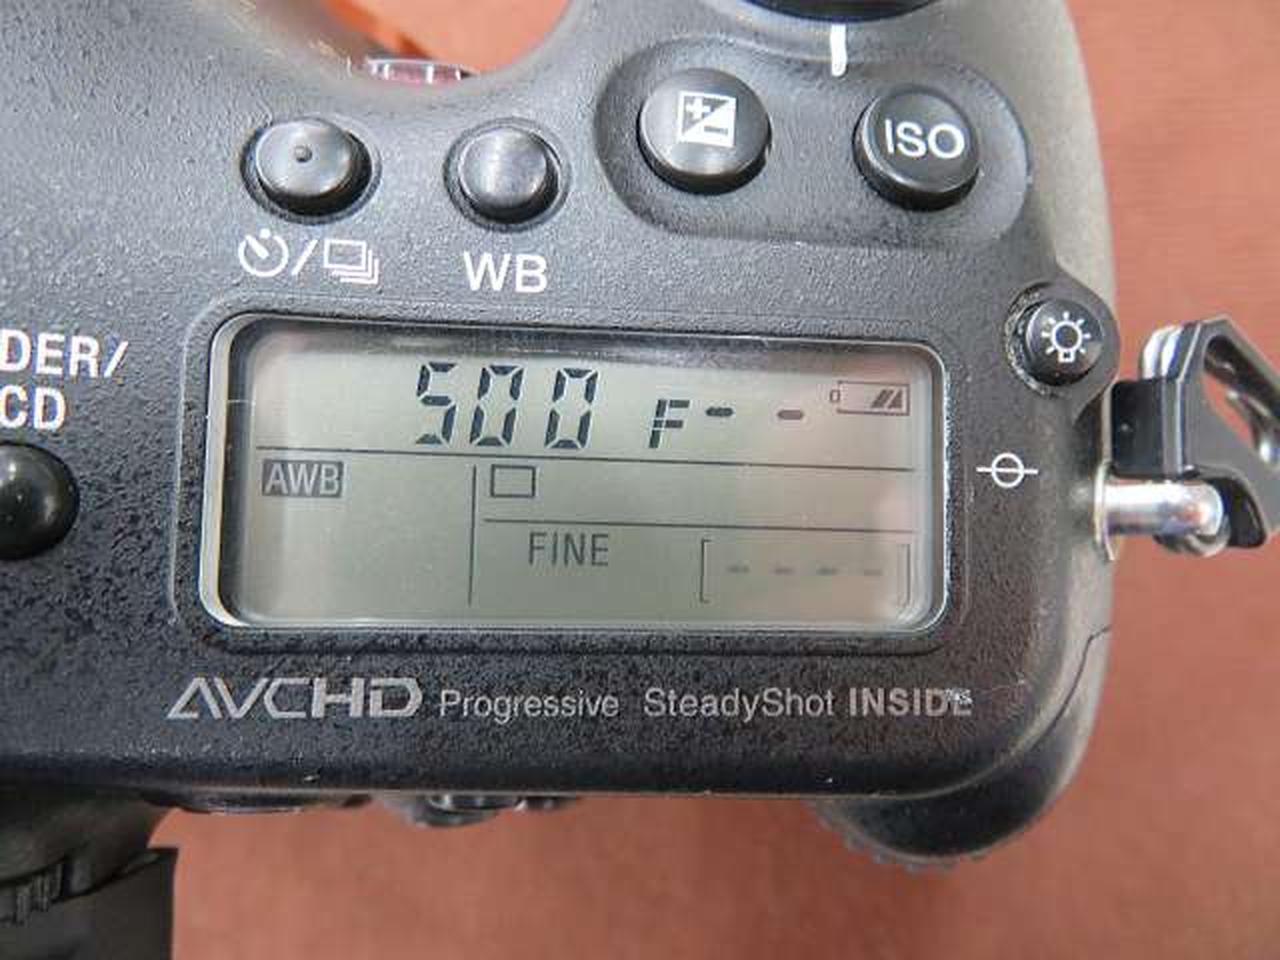 ISO
WB
DER/
CD
500 F- -
AWB
FINE
[- - - -]
AVCHD Progressive SteadyShot INSIDE